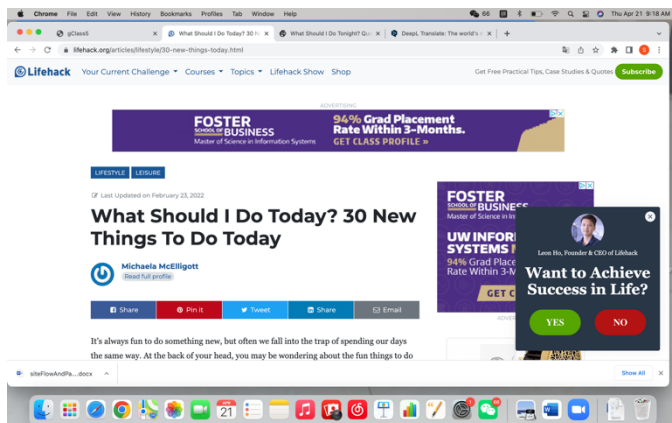 Chrome File Edit View History Bookmarks Profiles Tab Window Help 66 Thu Apr 21 9:18 AM
gClassS What Should I Do Today? 30 N What Should I Do Tonight? Qui DeepL Translate: The world's
lifehack.org/articles/lifestyle/30-new-things-today.html
Lifehack Your Current Challenge Courses Topics Lifehack Show Shop Get Free Practical Tips, Case Studies & Quotes Subscribe
ADVERTISING
FOSTER
SCHOOL OF BUSINESS
Master of Science in Information Systems
94% Grad Placement
Rate Within 3-Months.
GET CLASS PROFILE »
LIFESTYLE LEISURE
Last Updated on February 23, 2022
What Should I Do Today? 30 New
Things To Do Today
Michaela McElligott
Read full profile
Share Pin it Tweet Share Email
It's always fun to do something new, but often we fall into the trap of spending our days
the same way. At the back of your head, you may be wondering about the fun things to do
FOSTER
SCHOOL OF BUSINESS
Master of Science in In
UW INFOR
SYSTEMS
94% Grad Place
Rate Within 3-M
GET C
ADVER
Leon Ho, Founder & CEO of Lifehack
Want to Achieve
Success in Life?
YES NO
siteFlowAndPa....docx Show All
APR
21